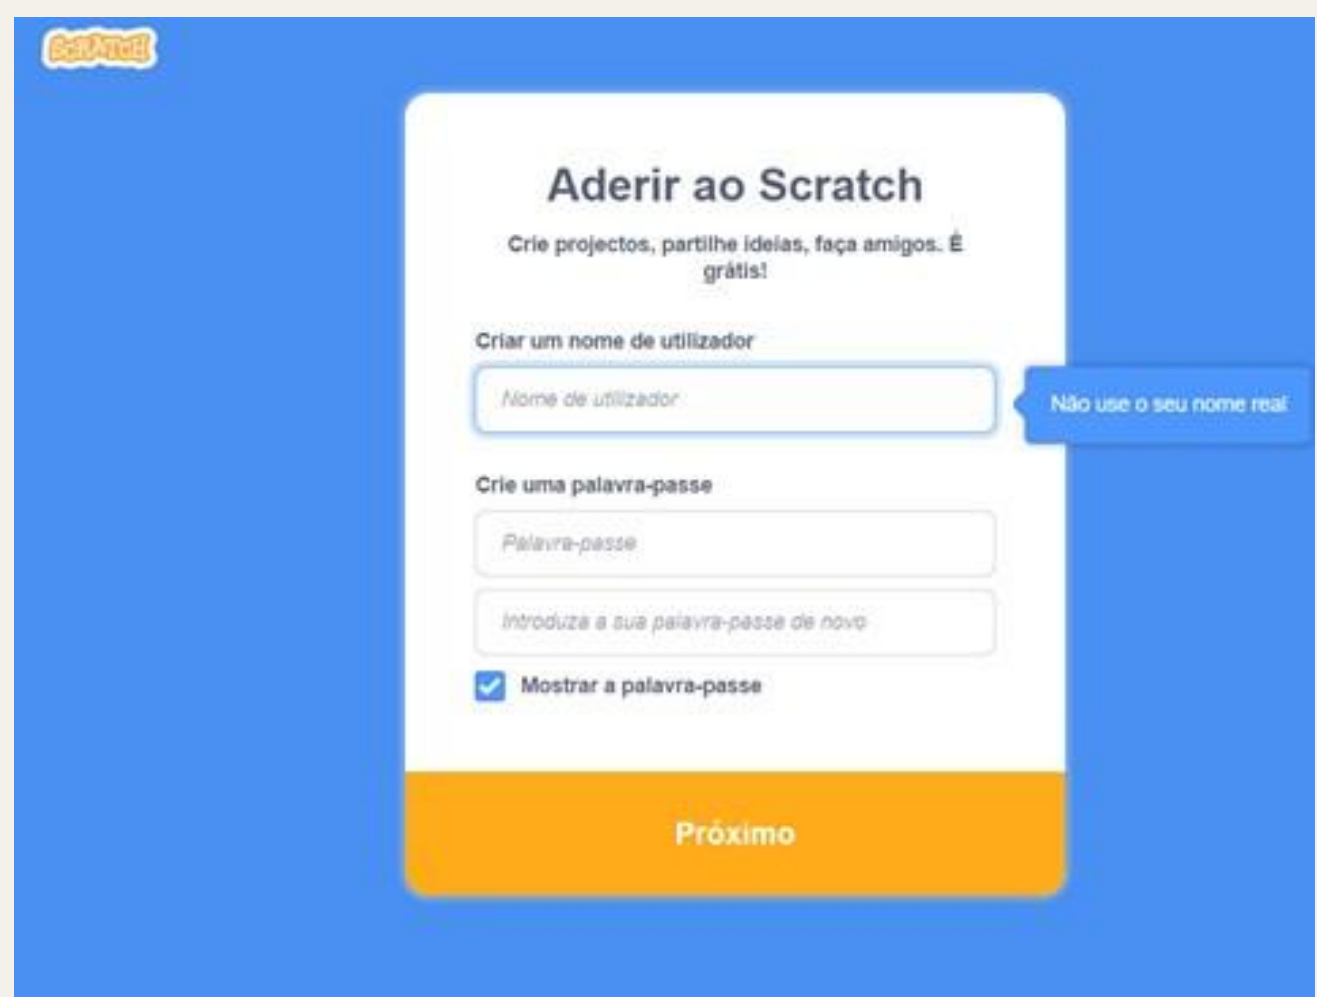 SCRATCH
Aderir ao Scratch
Crie projectos, partilhe ideias, faça amigos. É
grátis!
Criar um nome de utilizador
Nome de utilizador
Não use o seu nome real
Crie uma palavra-passe
Palavra-passe
Introduza a sua palavra-passe de novo
Mostrar a palavra-passe
Próximo